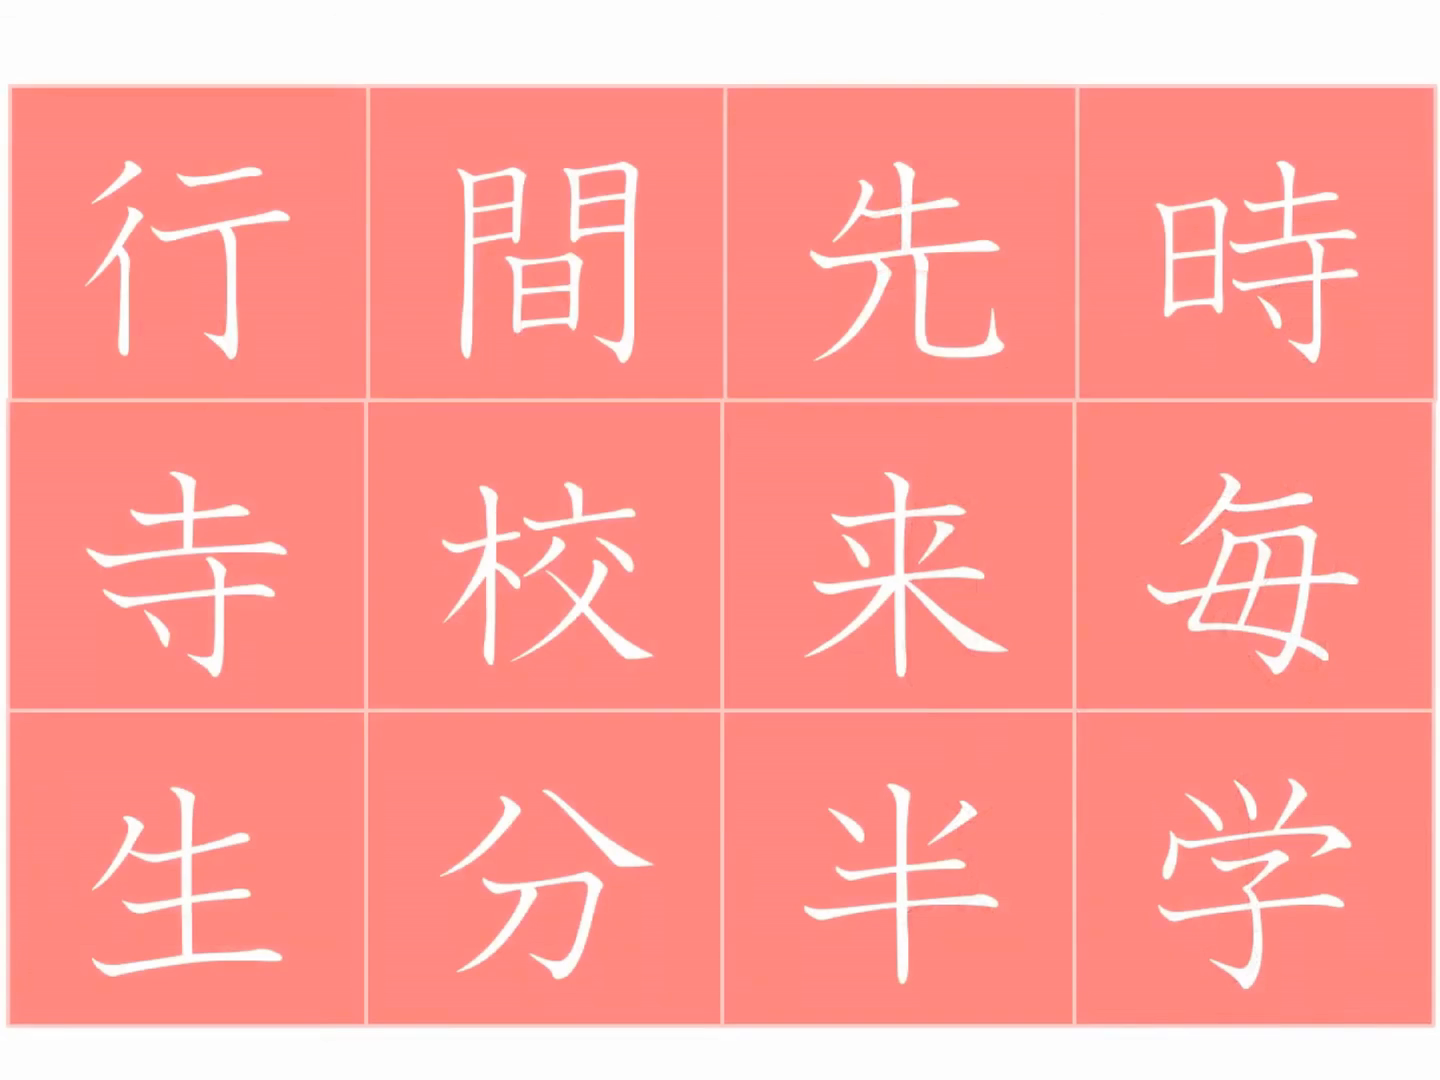 行 間 先 時
寺 校 来 毎
生 分 半 学